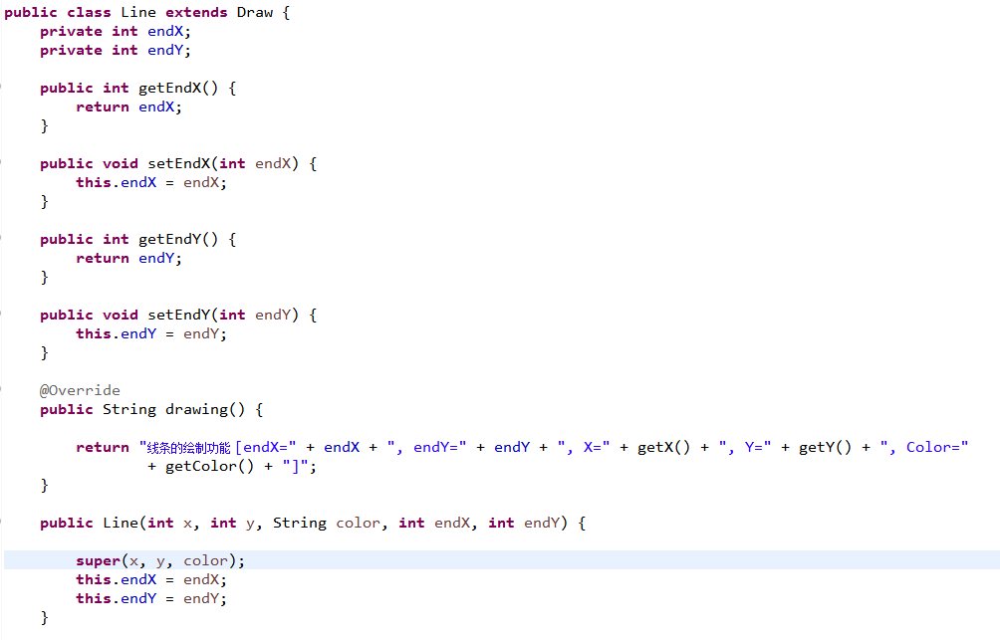 public class Line extends Draw {
    private int endX;
    private int endY;

    public int getEndX() {
        return endX;
    }

    public void setEndX(int endX) {
        this.endX = endX;
    }

    public int getEndY() {
        return endY;
    }

    public void setEndY(int endY) {
        this.endY = endY;
    }

    @Override
    public String drawing() {

        return "线条的绘制功能[endX=" + endX + ", endY=" + endY + ", X=" + getX() + ", Y=" + getY() + ", Color="
                + getColor() + "]";
    }

    public Line(int x, int y, String color, int endX, int endY) {

        super(x, y, color);
        this.endX = endX;
        this.endY = endY;
    }